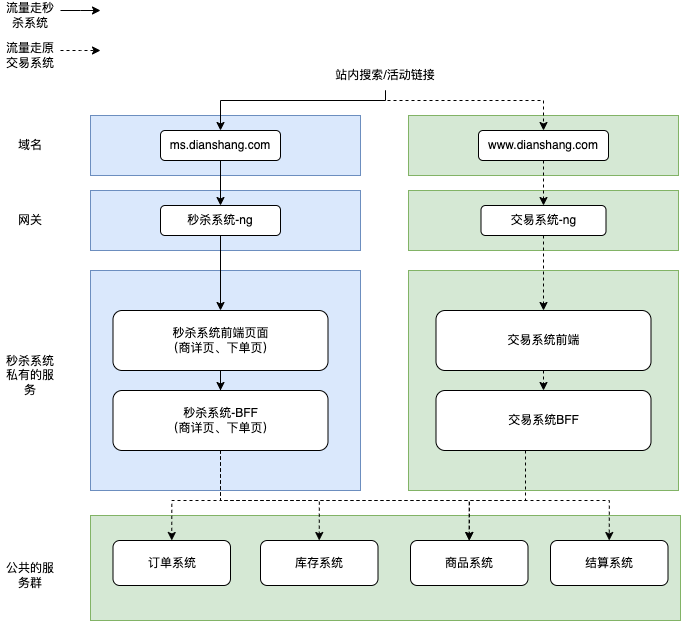 流量走秒
杀系统
流量走原
交易系统
站内搜索/活动链接
域名
ms.dianshang.com
www.dianshang.com
网关
秒杀系统-ng
交易系统-ng
秒杀系统
私有的服
务
秒杀系统前端页面
(商详页、下单页)
交易系统前端
秒杀系统-BFF
(商详页、下单页)
交易系统BFF
公共的服
务群
订单系统
库存系统
商品系统
结算系统